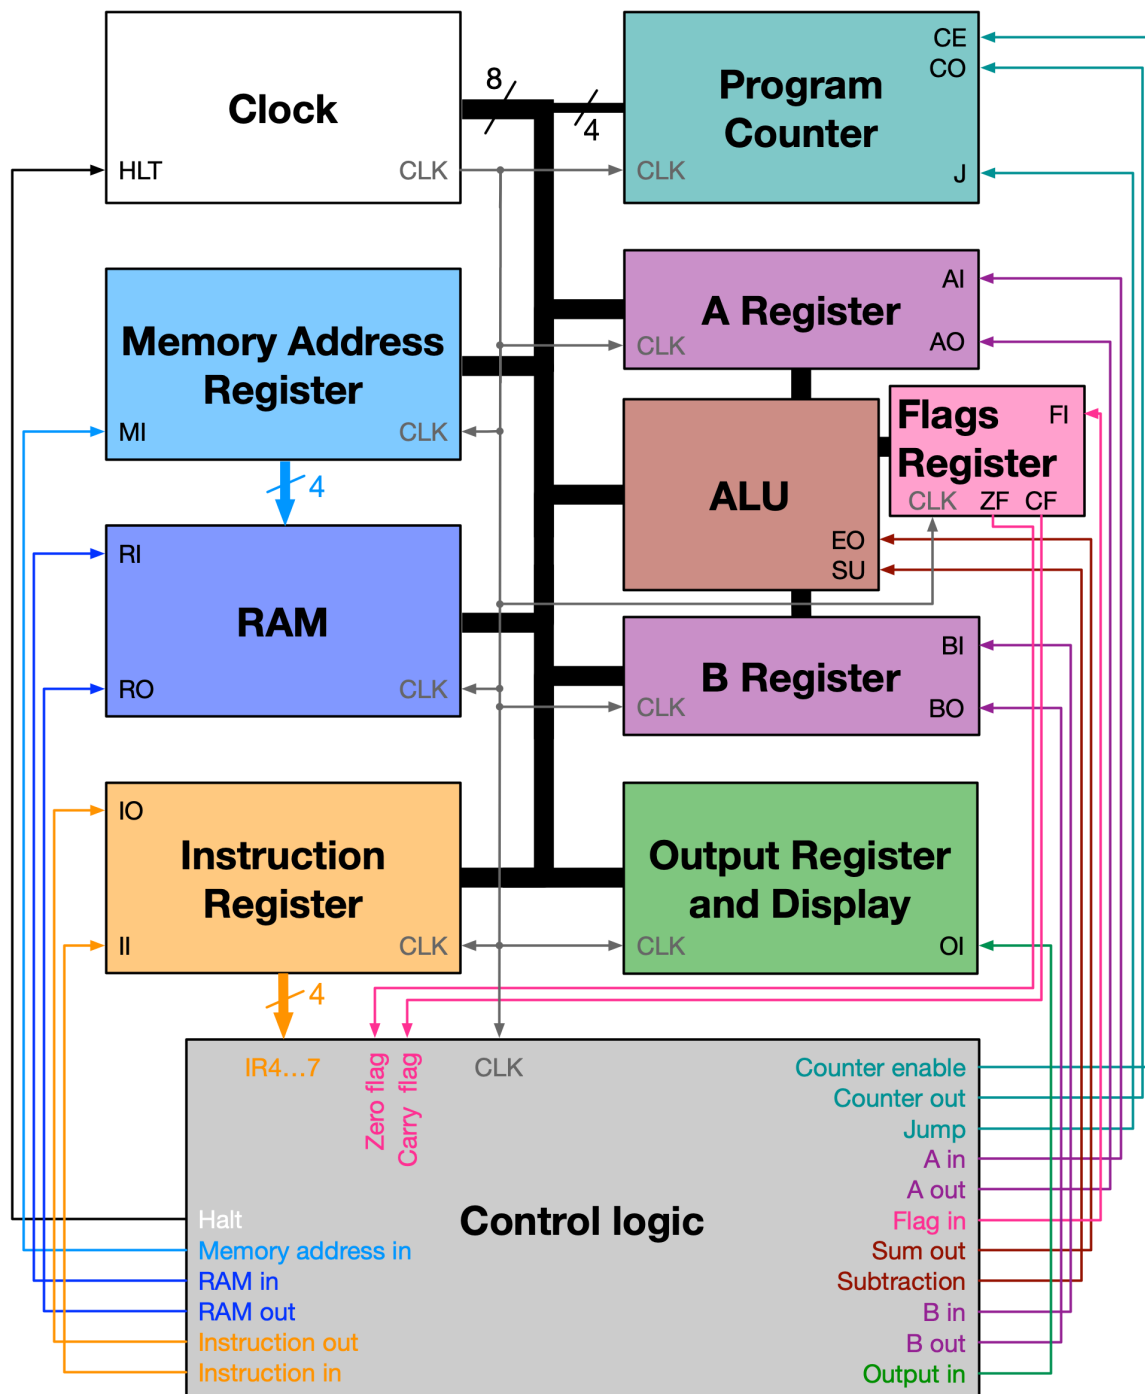 Clock
HLT
CLK
8
4
Program
Counter
CE
CO
J
CLK
Memory Address
Register
MI
CLK
4
A Register
AI
AO
CLK
ALU
EO
SU
Flags
Register
FI
CLK
ZF
CF
RAM
RI
RO
CLK
B Register
BI
BO
CLK
Instruction
Register
IO
II
CLK
4
Output Register
and Display
CLK
OI
Control logic
IR4...7
Zero flag
Carry flag
CLK
Halt
Memory address in
RAM in
RAM out
Instruction out
Instruction in
Counter enable
Counter out
Jump
A in
A out
Flag in
Sum out
Subtraction
B in
B out
Output in